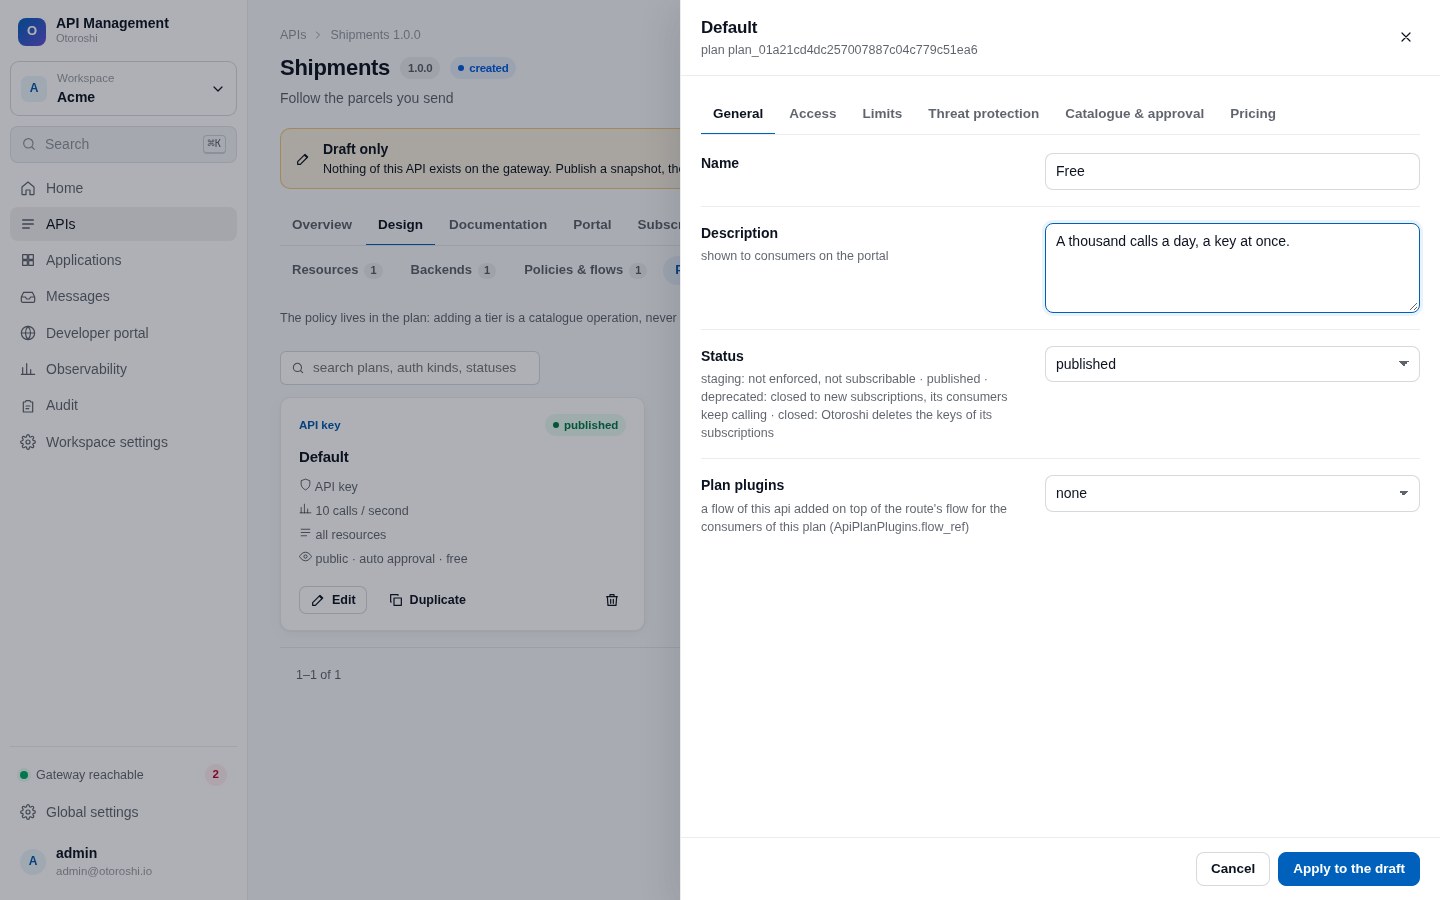 O
API Management
Otoroshi
A
Workspace
Acme
Search
⌘K
Home
APIs
Applications
Messages
Developer portal
Observability
Audit
Workspace settings
Gateway reachable
2
Global settings
A
admin
admin@otoroshi.io
APIs
Shipments 1.0.0
Shipments
1.0.0
created
Follow the parcels you send
Draft only
Nothing of this API exists on the gateway. Publish a snapshot, the
Overview
Design
Documentation
Portal
Subscr
Resources 1
Backends 1
Policies & flows 1
The policy lives in the plan: adding a tier is a catalogue operation, never
search plans, auth kinds, statuses
API key
published
Default
API key
10 calls / second
all resources
public · auto approval · free
Edit
Duplicate
1–1 of 1
Default
plan plan_01a21cd4dc257007887c04c779c51ea6
General
Access
Limits
Threat protection
Catalogue & approval
Pricing
Name
Free
Description
shown to consumers on the portal
A thousand calls a day, a key at once.
Status
staging: not enforced, not subscribable · published ·
deprecated: closed to new subscriptions, its consumers
keep calling · closed: Otoroshi deletes the keys of its
subscriptions
published
Plan plugins
a flow of this api added on top of the route's flow for the
consumers of this plan (ApiPlanPlugins.flow_ref)
none
Cancel
Apply to the draft